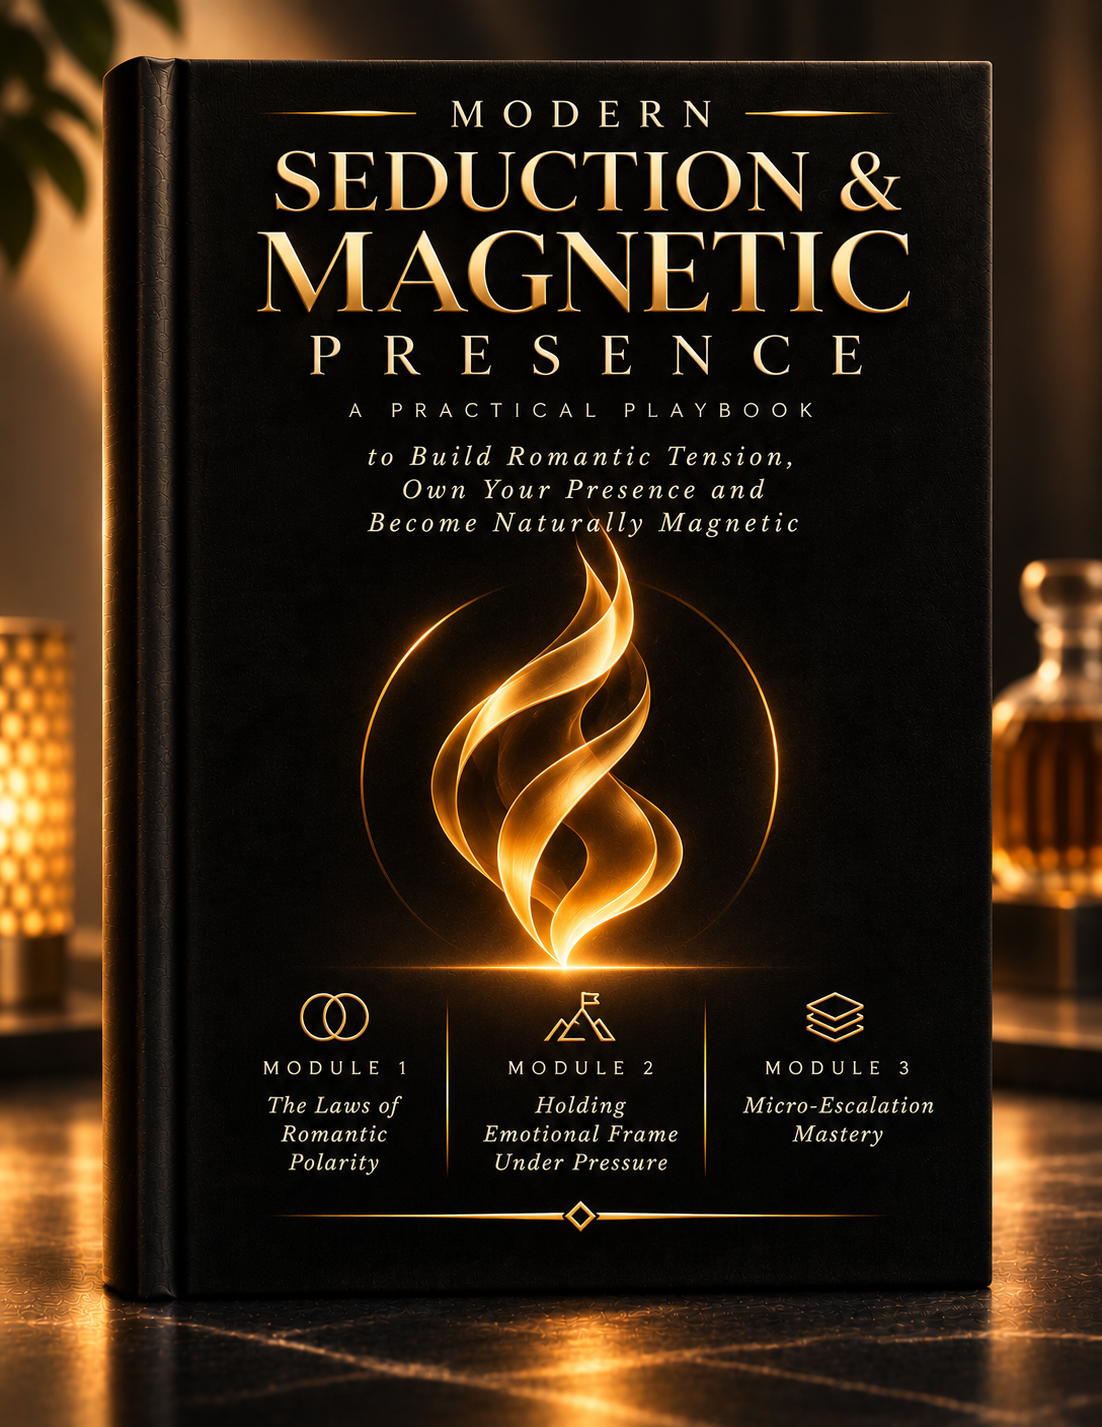 MODERN
SEDUCTION &
MAGNETIC
PRESENCE
A PRACTICAL PLAYBOOK
to Build Romantic Tension,
Own Your Presence and
Become Naturally Magnetic
MODULE 1
The Laws of
Romantic
Polarity
MODULE 2
Holding
Emotional Frame
Under Pressure
MODULE 3
Micro-Escalation
Mastery